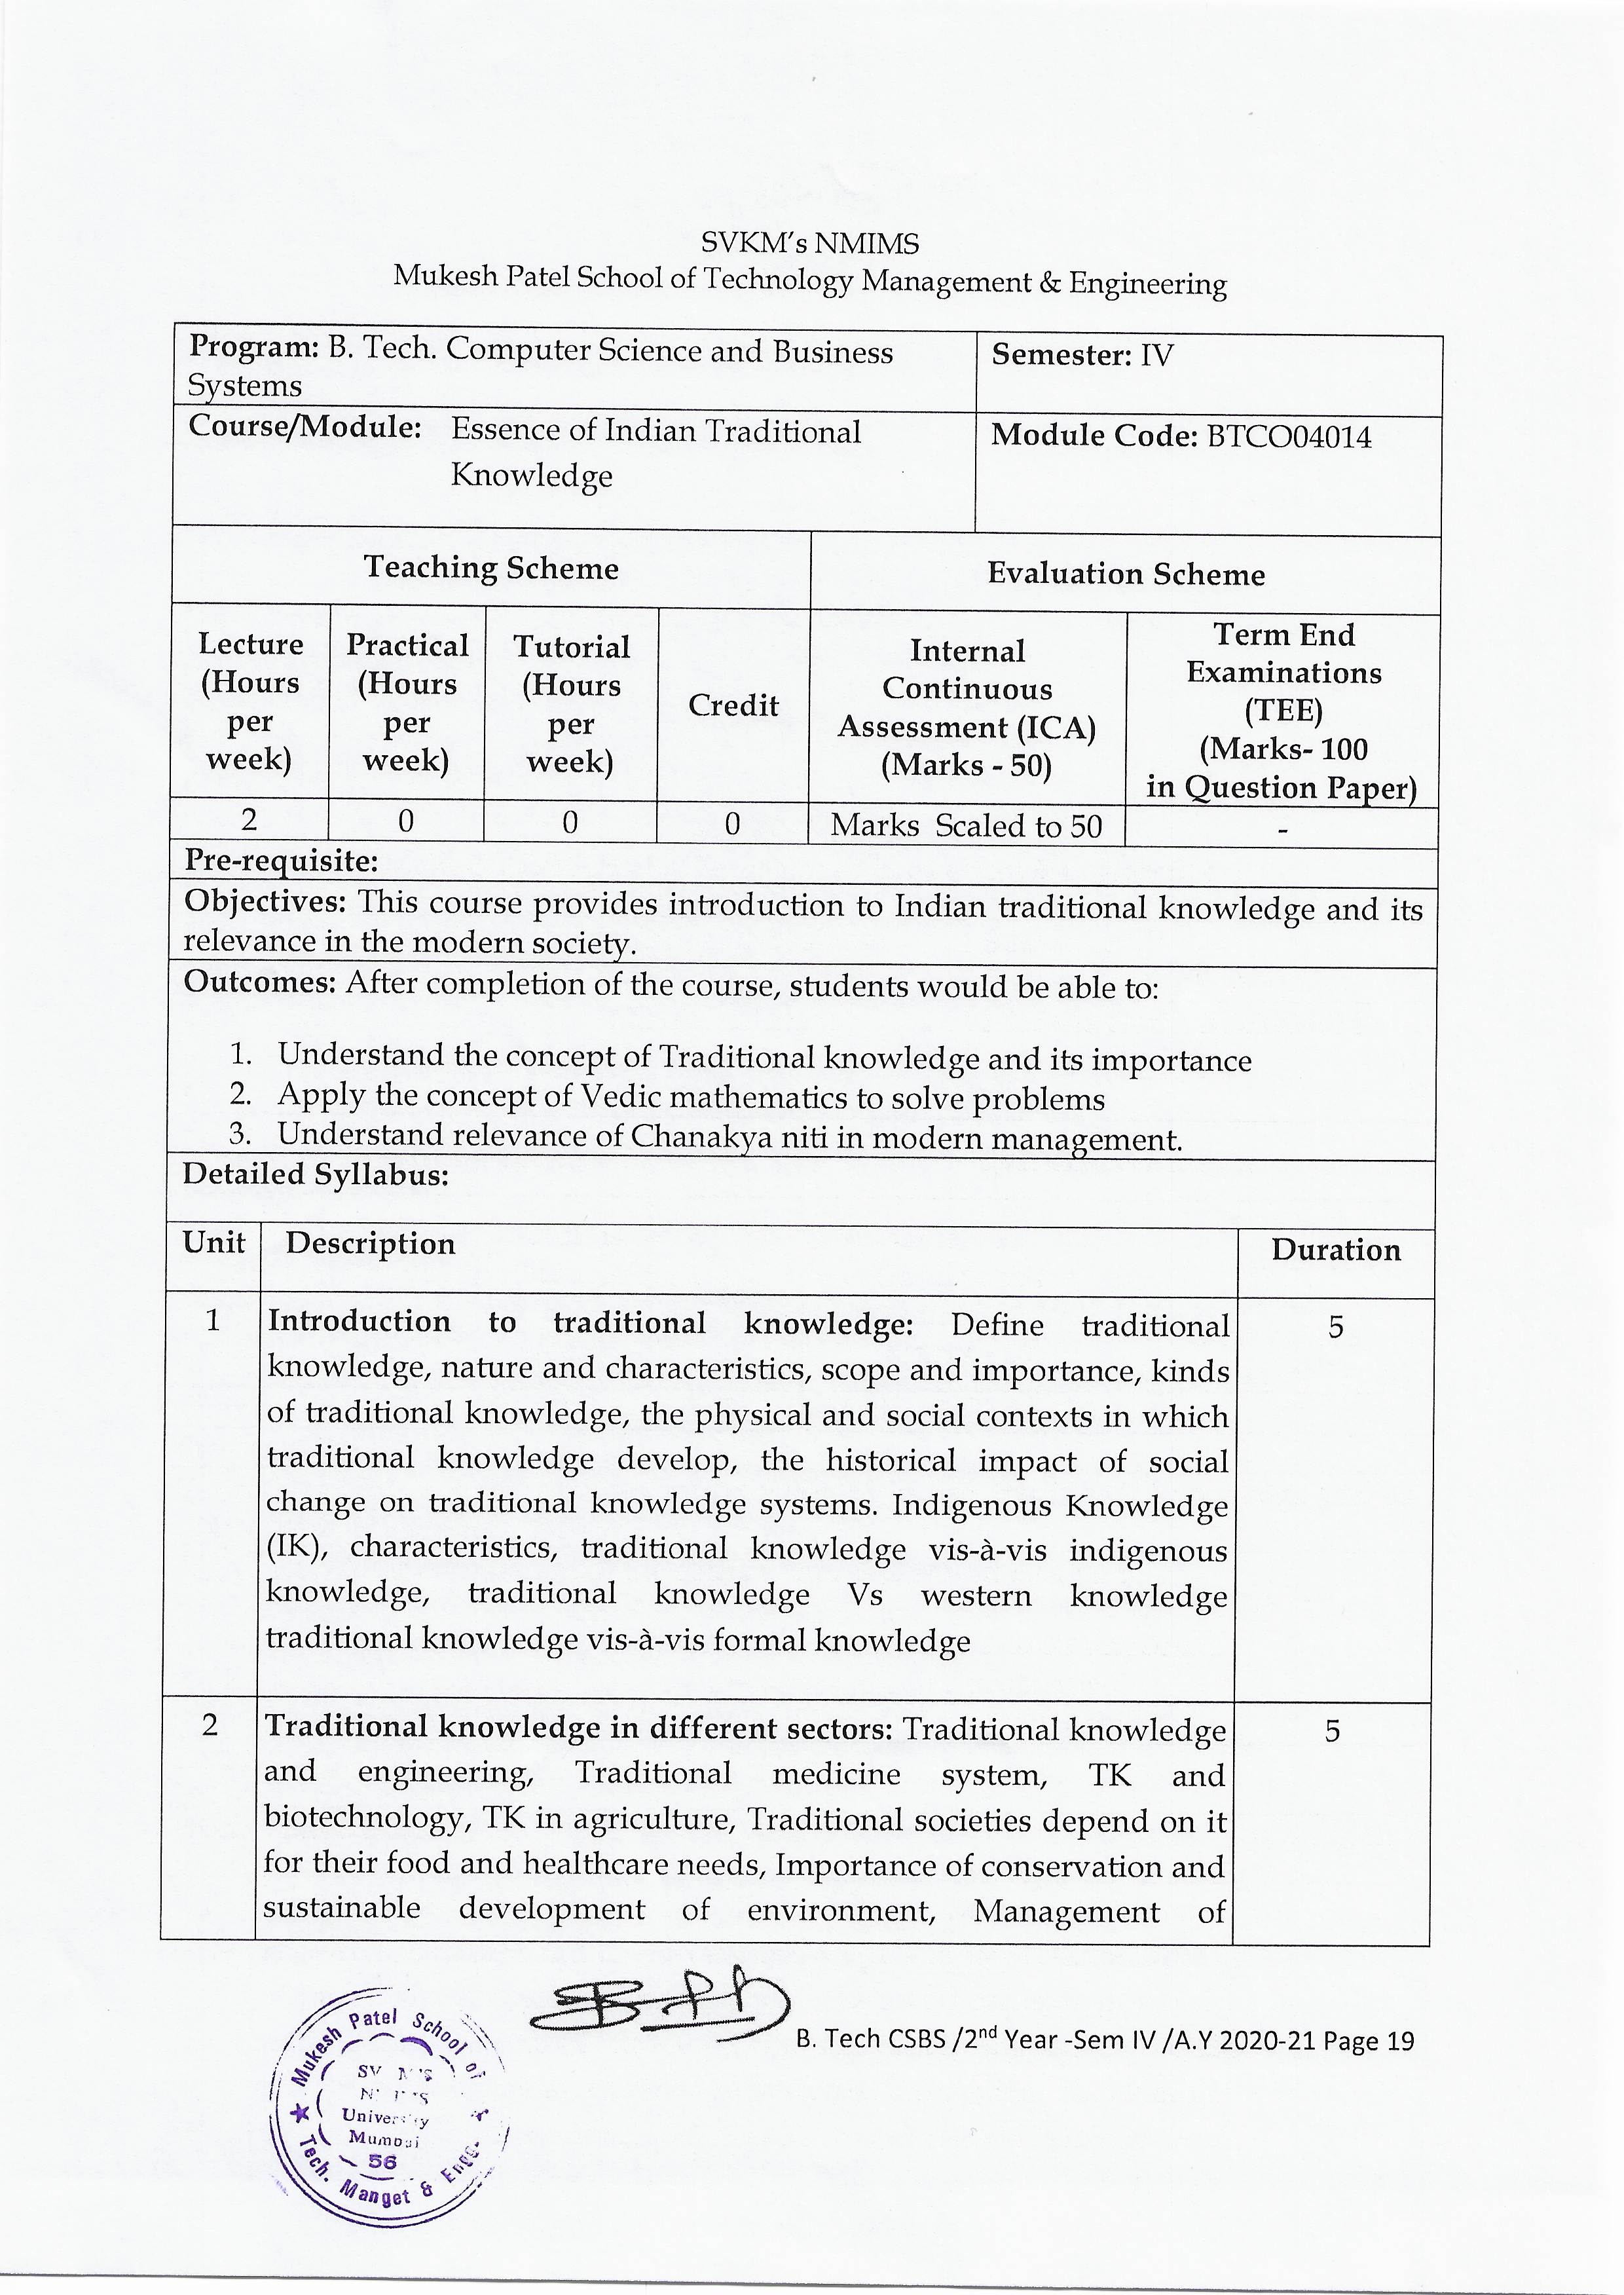 SVKM's NMIMS
Mukesh Patel School of Technology Management & Engineering
Program: B. Tech. Computer Science and Business
Systems
Semester: IV
Course/Module: Essence of Indian Traditional
Knowledge
Module Code: BTCO04014
Teaching Scheme
Evaluation Scheme
Lecture
(Hours
per
week)
Practical
(Hours
per
week)
Tutorial
(Hours
per
week)
Credit
Internal
Continuous
Assessment (ICA)
(Marks - 50)
Term End
Examinations
(TEE)
(Marks- 100
in Question Paper)
2 0 0 0 Marks Scaled to 50 -
Pre-requisite:
Objectives: This course provides introduction to Indian traditional knowledge and its
relevance in the modern society.
Outcomes: After completion of the course, students would be able to:
1. Understand the concept of Traditional knowledge and its importance
2. Apply the concept of Vedic mathematics to solve problems
3. Understand relevance of Chanakya niti in modern management.
Detailed Syllabus:
Unit Description Duration
1 Introduction to traditional knowledge: Define traditional 5
knowledge, nature and characteristics, scope and importance, kinds
of traditional knowledge, the physical and social contexts in which
traditional knowledge develop, the historical impact of social
change on traditional knowledge systems. Indigenous Knowledge
(IK), characteristics, traditional knowledge vis-à-vis indigenous
knowledge, traditional knowledge Vs western knowledge
traditional knowledge vis-à-vis formal knowledge
2 Traditional knowledge in different sectors: Traditional knowledge 5
and engineering, Traditional medicine system, TK and
biotechnology, TK in agriculture, Traditional societies depend on it
for their food and healthcare needs, Importance of conservation and
sustainable development of environment, Management of
B. Tech CSBS /2nd Year -Sem IV /A.Y 2020-21 Page 19
Mukesh Patel School of
Tech. Manget & Engg.
University
Mumbai
56